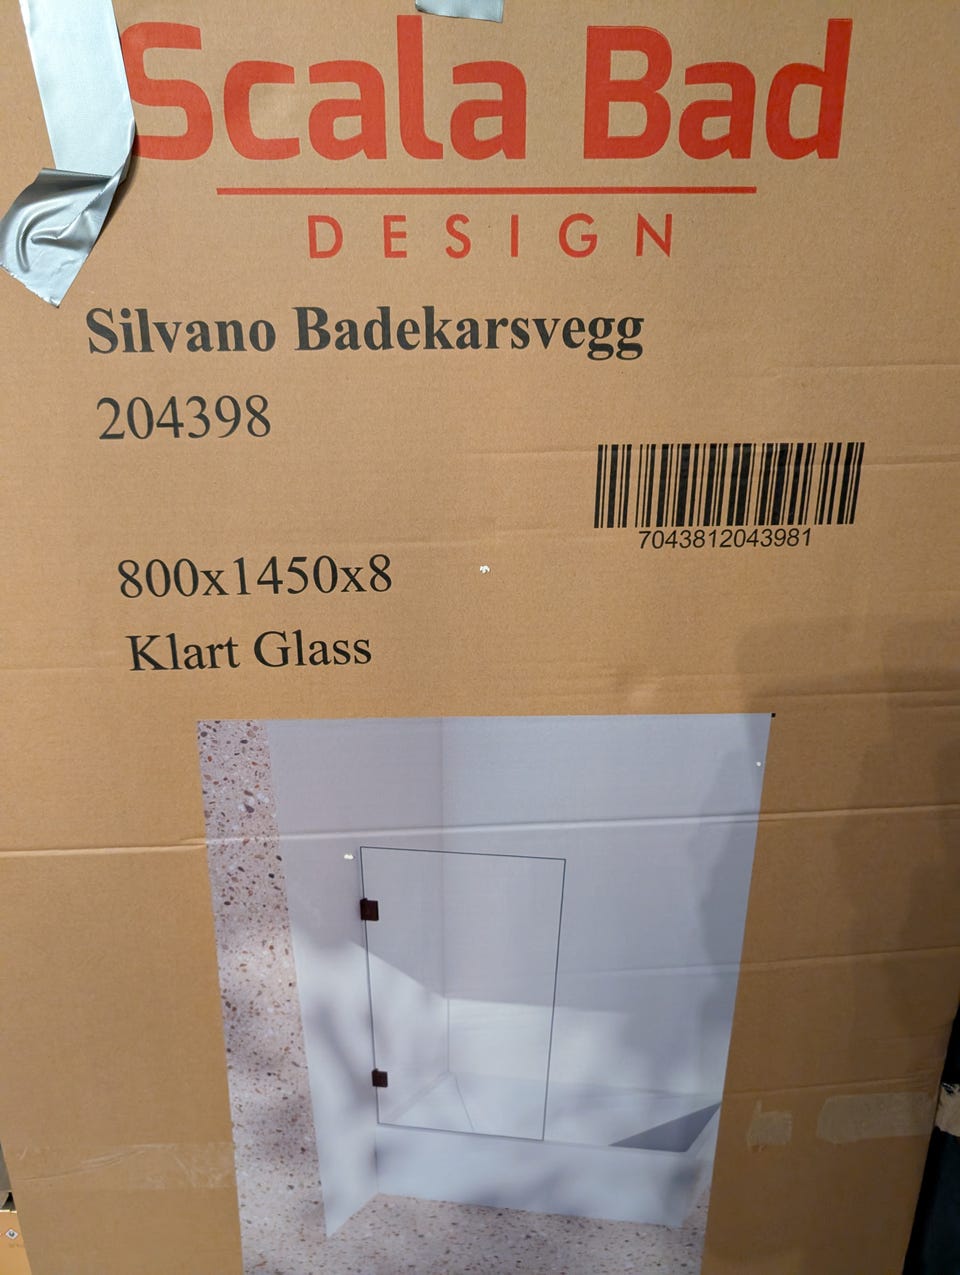 Scala Bad
DESIGN
Silvano Badekarsvegg
204398
7043812043981
800x1450x8
Klart Glass